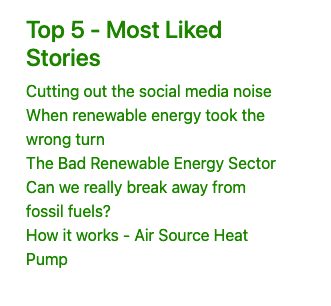 Top 5 - Most Liked
Stories
Cutting out the social media noise
When renewable energy took the
wrong turn
The Bad Renewable Energy Sector
Can we really break away from
fossil fuels?
How it works - Air Source Heat
Pump